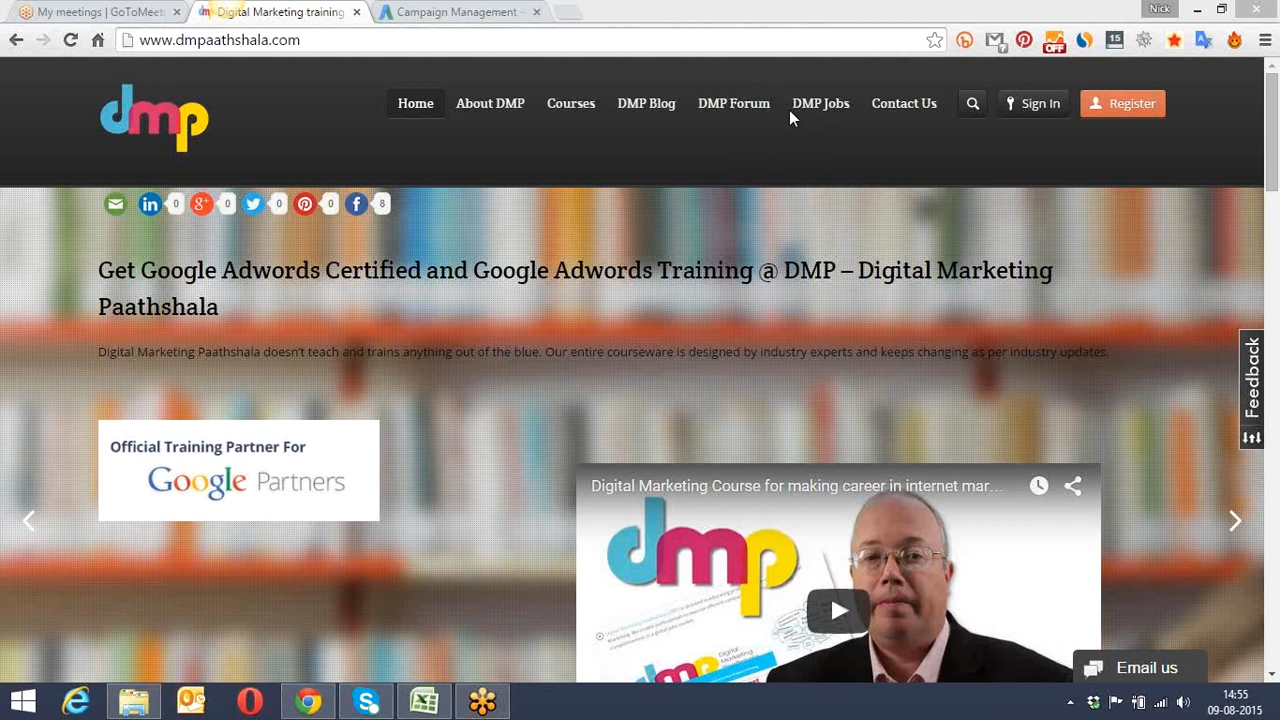 My meetings | GoToMeeti
Digital Marketing training
Campaign Management –
Nick
www.dmpaathshala.com
OFF
15
dmp
Home
About DMP
Courses
DMP Blog
DMP Forum
DMP Jobs
Contact Us
Sign In
Register
0
0
0
0
8
Get Google Adwords Certified and Google Adwords Training @ DMP – Digital Marketing
Paathshala
Digital Marketing Paathshala doesn't teach and trains anything out of the blue. Our entire courseware is designed by industry experts and keeps changing as per industry updates.
Feedback
Official Training Partner For
Google Partners
Digital Marketing Course for making career in internet mar...
dmp
Email us
14:55
09-08-2015